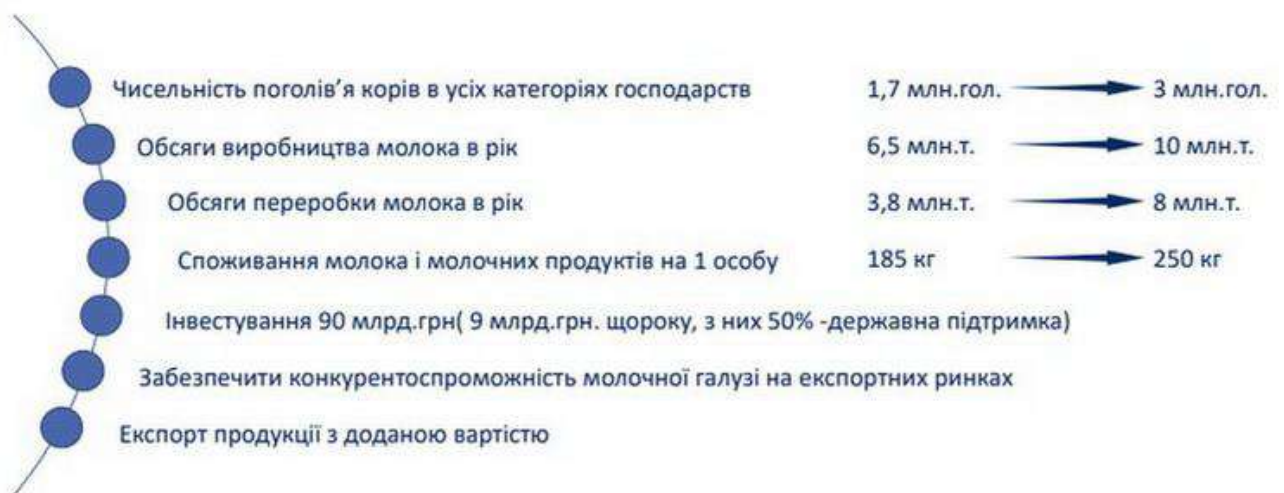 Чисельність поголів’я корів в усіх категоріях господарств 1,7 млн.гол. 3 млн.гол.
Обсяги виробництва молока в рік 6,5 млн.т. 10 млн.т.
Обсяги переробки молока в рік 3,8 млн.т. 8 млн.т.
Споживання молока і молочних продуктів на 1 особу 185 кг 250 кг
Інвестування 90 млрд.грн( 9 млрд.грн. щороку, з них 50% -державна підтримка)
Забезпечити конкурентоспроможність молочної галузі на експортних ринках
Експорт продукції з доданою вартістю